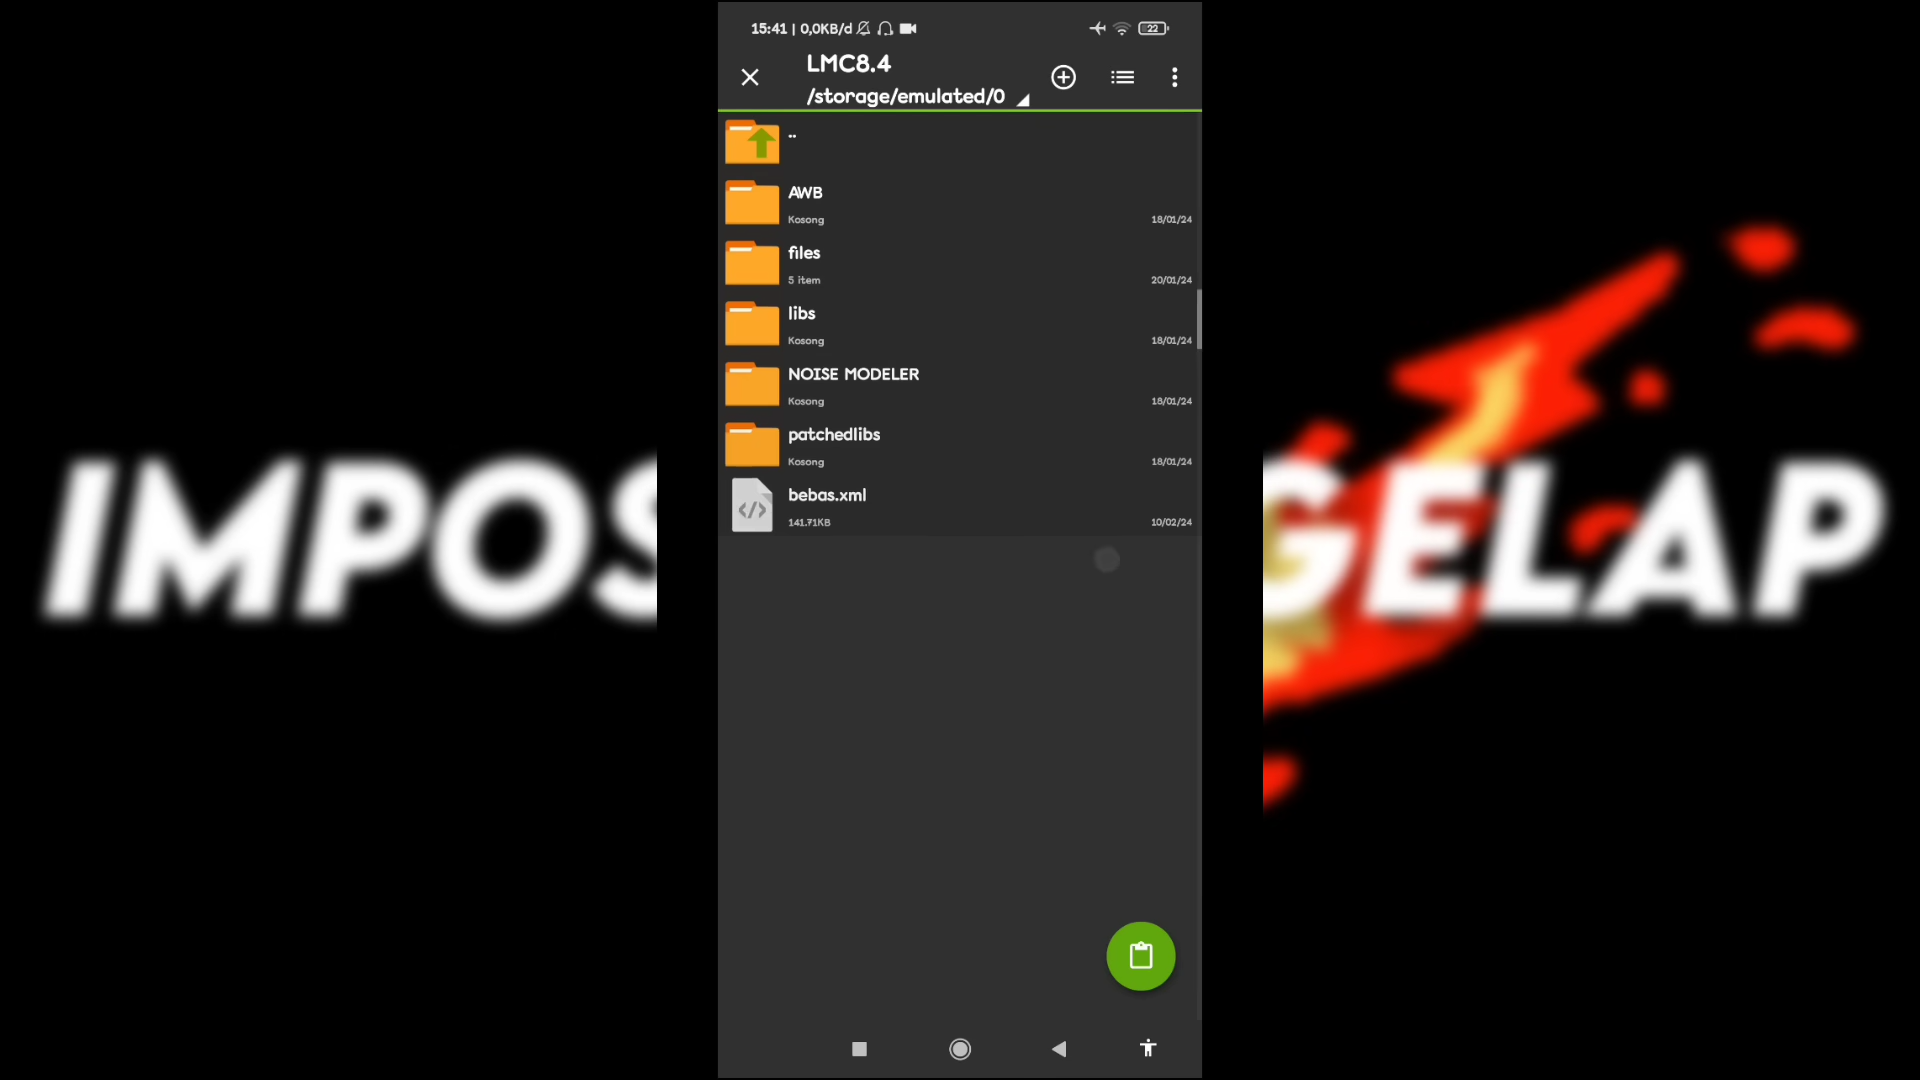 15:41 | 0,0KB/d
22
LMC8.4
/storage/emulated/0
..
AWB
Kosong
18/01/24
files
5 item
20/01/24
libs
Kosong
18/01/24
NOISE MODELER
Kosong
18/01/24
patchedlibs
Kosong
18/01/24
bebas.xml
141.71KB
10/02/24
IMPOS
GELAP